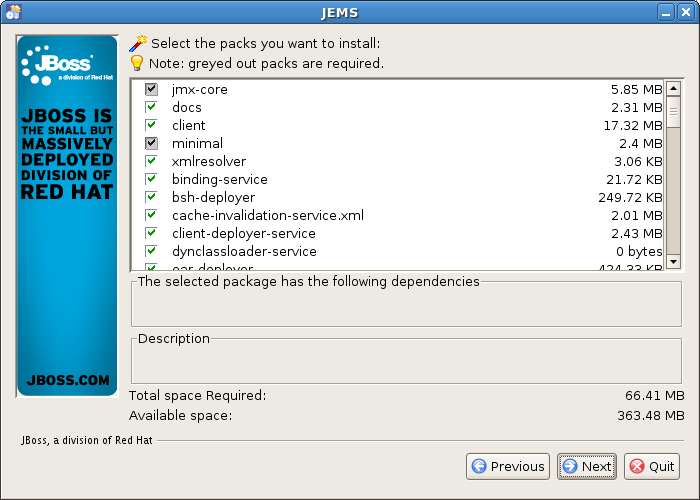 JEMS
JBoss
a division of Red Hat
JBOSS IS
THE SMALL BUT
MASSIVELY
DEPLOYED
DIVISION OF
RED HAT
JBOSS.COM
Select the packs you want to install:
Note: greyed out packs are required.
jmx-core 5.85 MB
docs 2.31 MB
client 17.32 MB
minimal 2.4 MB
xmlresolver 3.06 KB
binding-service 21.72 KB
bsh-deployer 249.72 KB
cache-invalidation-service.xml 2.01 MB
client-deployer-service 2.43 MB
dynclassloader-service 0 bytes
ear-deployer 424.33 KB
The selected package has the following dependencies
Description
Total space Required: 66.41 MB
Available space: 363.48 MB
JBoss, a division of Red Hat
Previous Next Quit